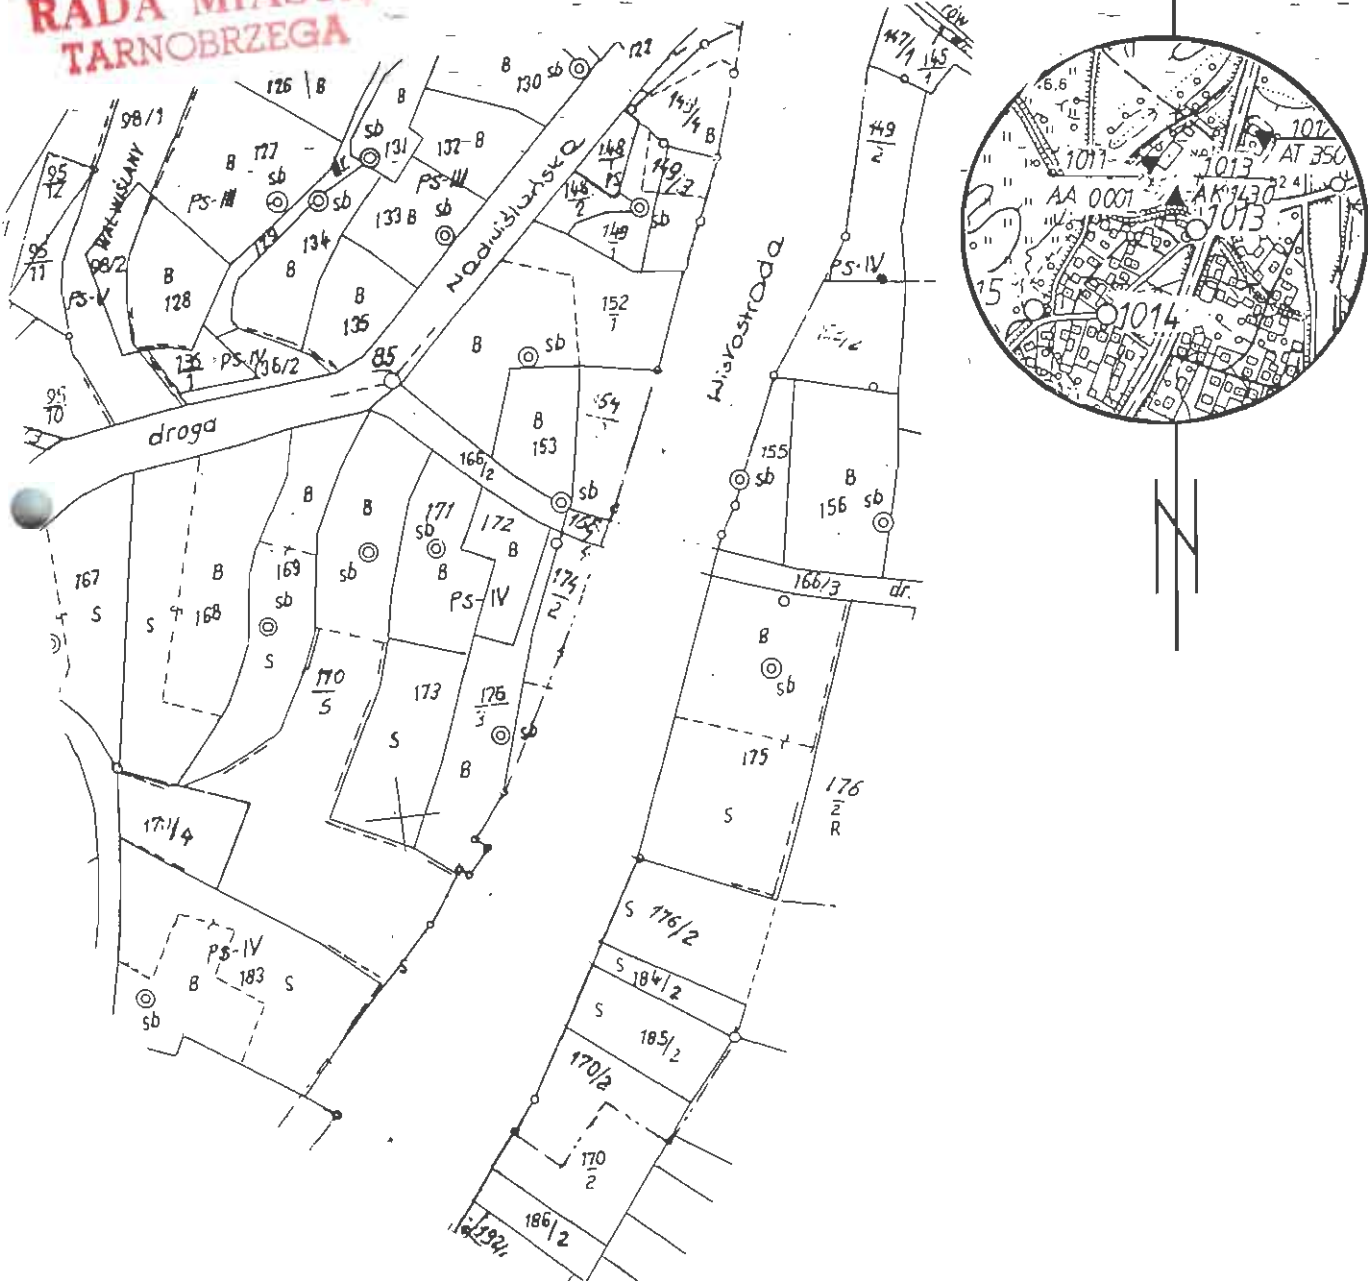 RADA
TARNOBRZEGA
126 B
98/1
WAŁ WIŚLANY
95/12
95/11
98/2
PS-V
B 127
sb
PS-III
B
sb
131
B
130 sb
122
132 B
PS-III
133 B
sb
sb
129
134
B
B
128
B
135
136/1
PS-IV
136/2
95/10
droga
85
Nadwiślańska
148/2
149/1
sb
B
rów
147/1
145/1
149/2
PS-IV
152/1
B
sb
B
153
sb
166/2
Wisłostrada
155
sb
B
156 sb
166/3 dr.
167
S
S
B
168
B
169
sb
S
B
sb
171
sb
B
172
B
PS-IV
174/2
170/5
173
S
176/3
sb
B
B
sb
175
S
176/2
R
171/4
PS-IV
B 183 S
sb
S 176/2
S 184/2
S
185/2
170/2
170/2
186/2
1011
AA 0001
1013
AK 1430
AT 350
1013
1014
15
N